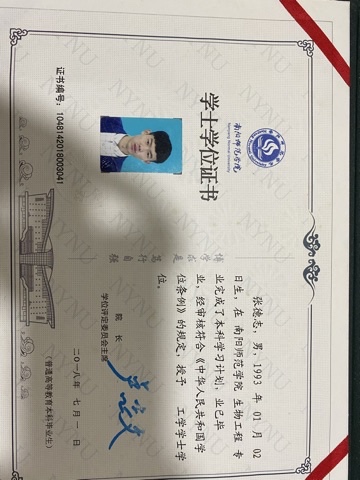 南阳师范学院
Nanyang Normal University
学士学位证书
张德志，男，1993 年 01 月 02
日生，在 南阳师范学院 生物工程 专
业完成了本科学习计划，业已毕
业，经审核符合《中华人民共和国学
位条例》的规定，授予 工学学士学
位。
院 长
学位评定委员会主席
证书编号：1048142018003041
二〇一八年 七 月 一 日
（普通高等教育本科毕业生）
NYNU